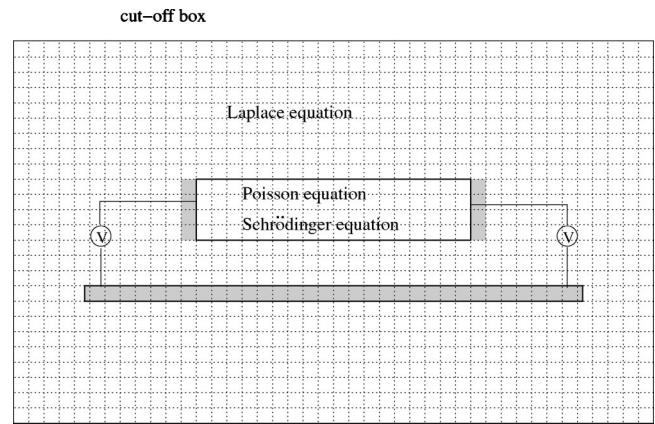 cut−off box
Laplace equation
Poisson equation
Schrödinger equation
V
V